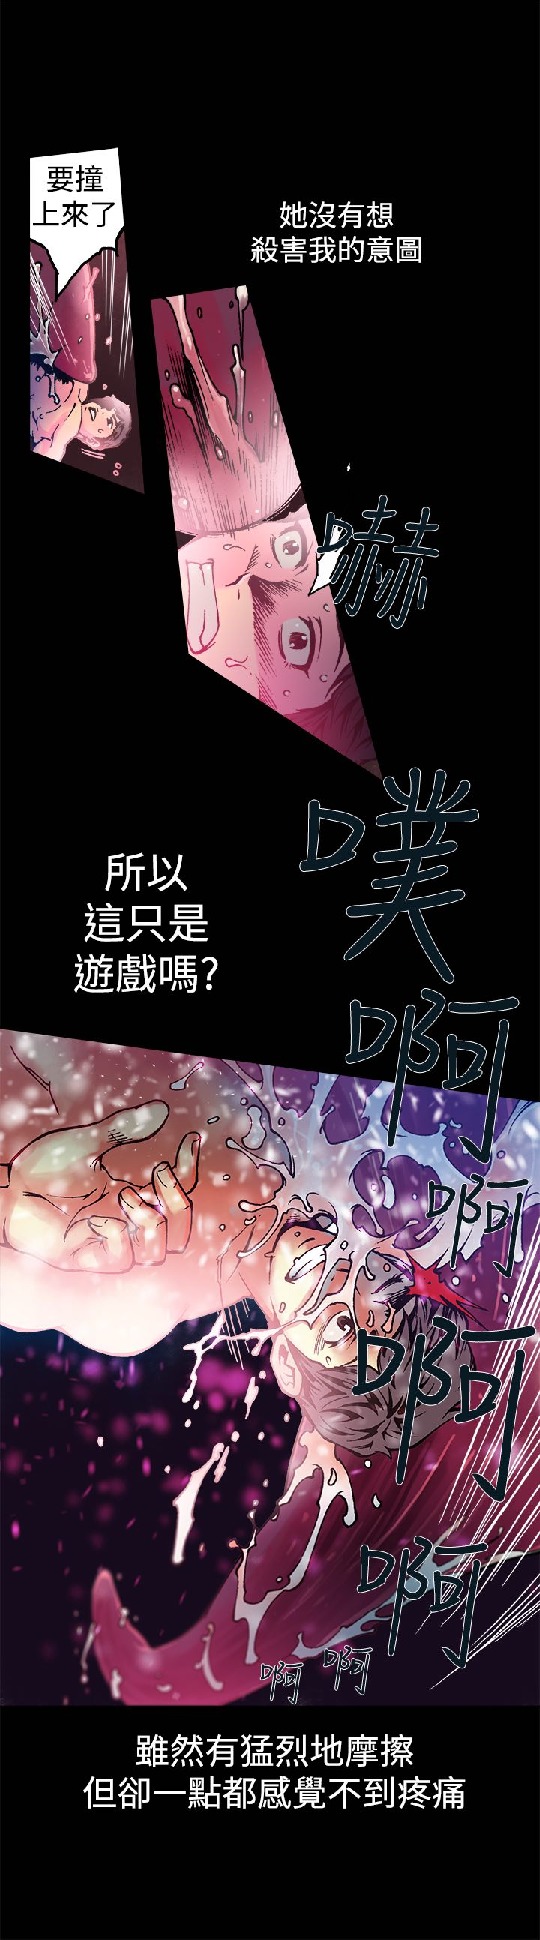 要撞
上來了
她沒有想
殺害我的意圖
嚇
噗
所以
這只是
遊戲嗎?
啊
啊
啊
啊
啊
啊
雖然有猛烈地摩擦
但卻一點都感覺不到疼痛